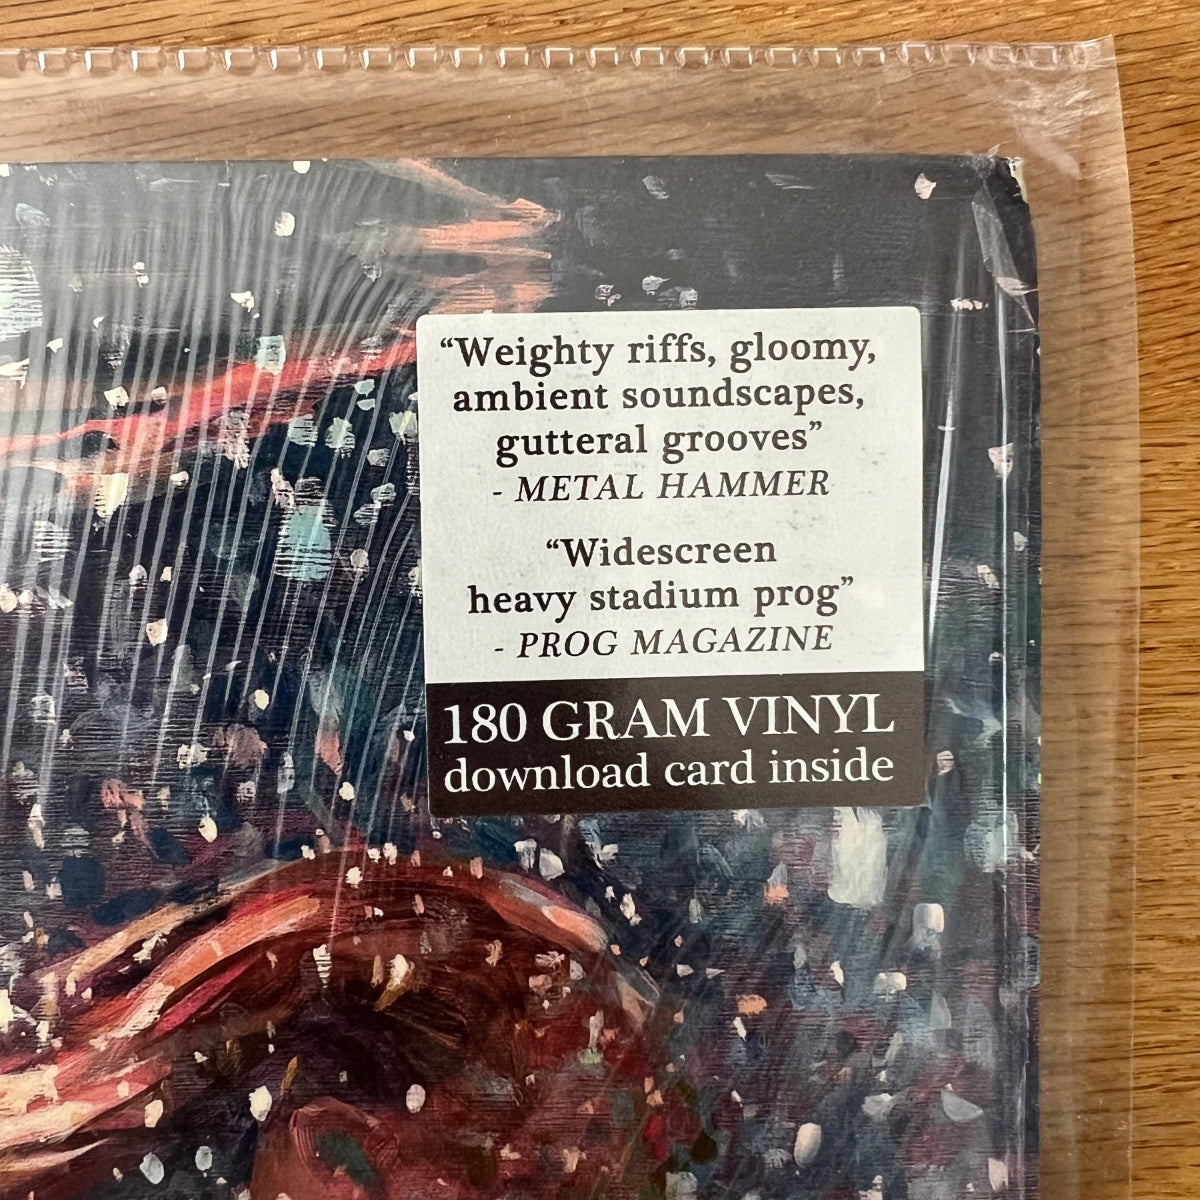 “Weighty riffs, gloomy,
ambient soundscapes,
gutteral grooves”
- METAL HAMMER
“Widescreen
heavy stadium prog”
- PROG MAGAZINE
180 GRAM VINYL
download card inside